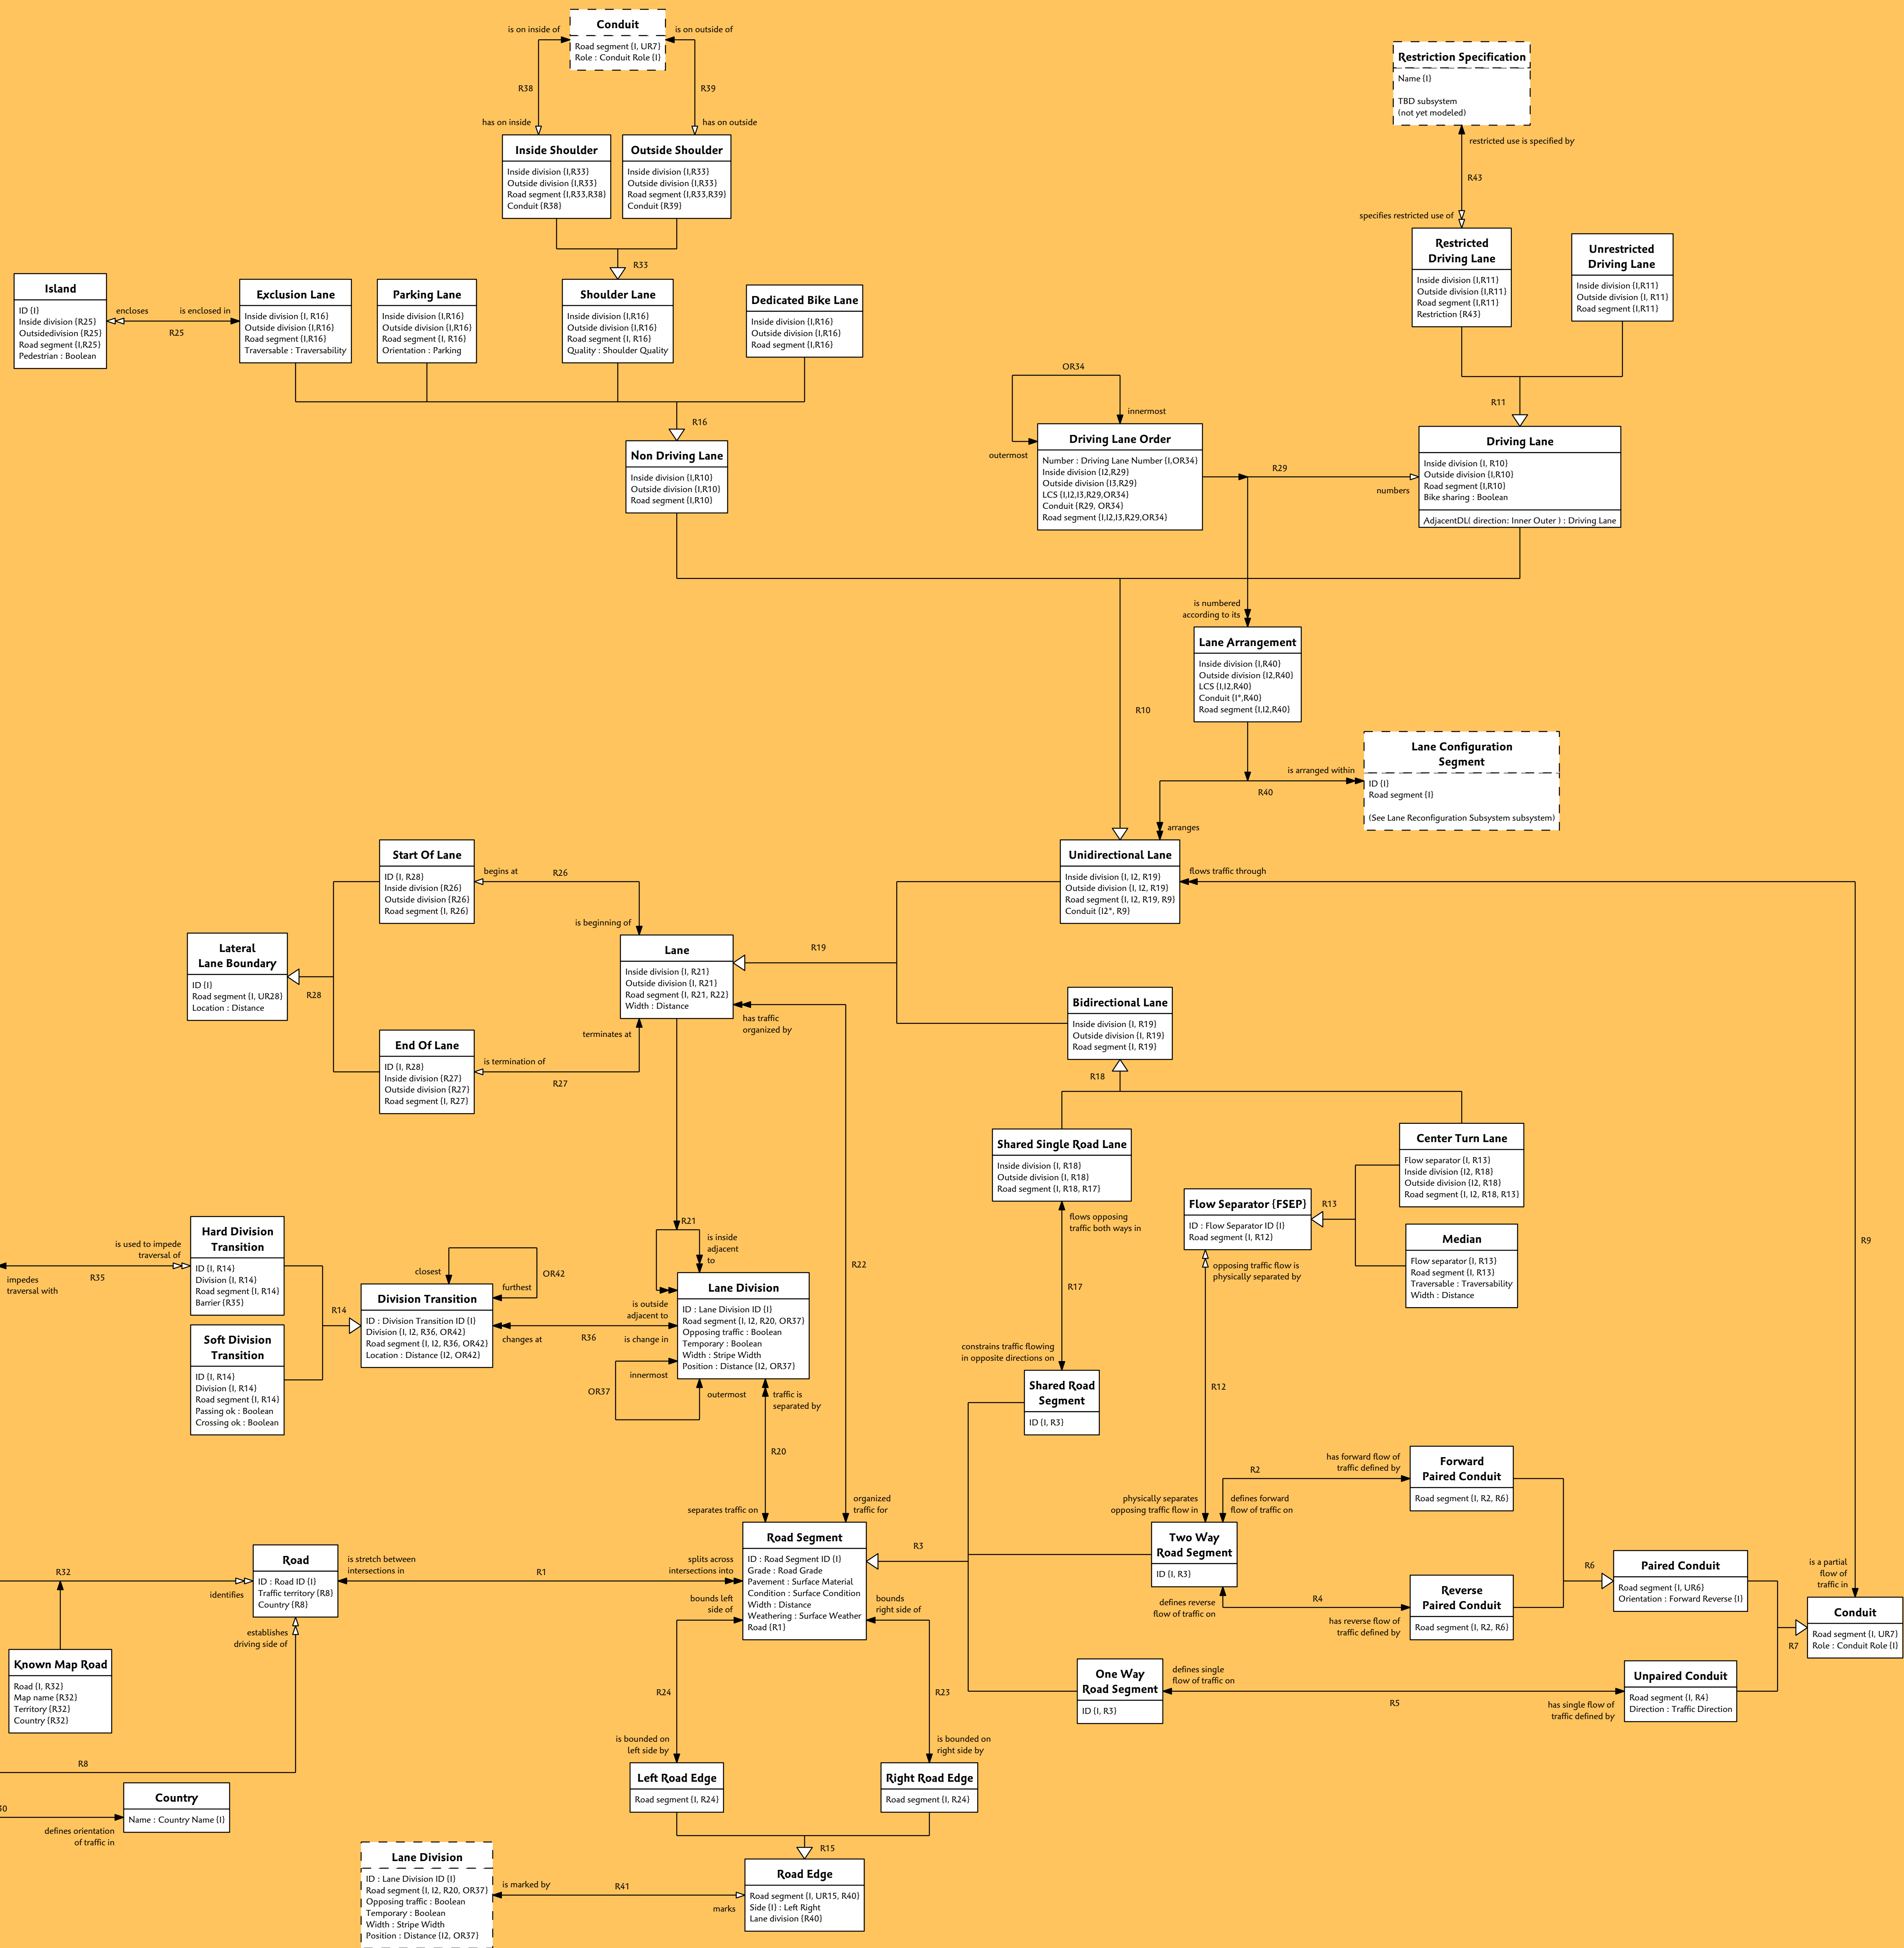 Conduit
Road segment {I, UR7}
Role : Conduit Role {I}
is on inside of
is on outside of
R38
R39
has on inside
has on outside
Inside Shoulder
Inside division {I,R33}
Outside division {I,R33}
Road segment {I,R33,R38}
Conduit {R38}
Outside Shoulder
Inside division {I,R33}
Outside division {I,R33}
Road segment {I,R33,R39}
Conduit {R39}
R33
Restriction Specification
Name {I}
TBD subsystem
(not yet modeled)
restricted use is specified by
R43
specifies restricted use of
Restricted
Driving Lane
Inside division {I,R11}
Outside division {I,R11}
Road segment {I,R11}
Restriction {R43}
Unrestricted
Driving Lane
Inside division {I,R11}
Outside division {I, R11}
Road segment {I,R11}
R11
Island
ID {I}
Inside division {R25}
Outsidedivision {R25}
Road segment {I,R25}
Pedestrian : Boolean
encloses
is enclosed in
R25
Exclusion Lane
Inside division {I, R16}
Outside division {I,R16}
Road segment {I,R16}
Traversable : Traversability
Parking Lane
Inside division {I,R16}
Outside division {I,R16}
Road segment {I, R16}
Orientation : Parking
Shoulder Lane
Inside division {I,R16}
Outside division {I,R16}
Road segment {I, R16}
Quality : Shoulder Quality
Dedicated Bike Lane
Inside division {I,R16}
Outside division {I,R16}
Road segment {I,R16}
R16
Non Driving Lane
Inside division {I,R10}
Outside division {I,R10}
Road segment {I,R10}
OR34
innermost
outermost
Driving Lane Order
Number : Driving Lane Number {I,OR34}
Inside division {I2,R29}
Outside division {I3,R29}
LCS {I,I2,I3,R29,OR34}
Conduit {R29, OR34}
Road segment {I,I2,I3,R29,OR34}
R29
numbers
Driving Lane
Inside division {I, R10}
Outside division {I,R10}
Road segment {I,R10}
Bike sharing : Boolean
AdjacentDL( direction: Inner Outer ) : Driving Lane
is numbered
according to its
Lane Arrangement
Inside division {I,R40}
Outside division {I2,R40}
LCS {I,I2,R40}
Conduit {I*,R40}
Road segment {I,I2,R40}
R10
Lane Configuration
Segment
ID {I}
Road segment {I}
(See Lane Reconfiguration Subsystem subsystem)
is arranged within
R40
arranges
Unidirectional Lane
Inside division {I, I2, R19}
Outside division {I, I2, R19}
Road segment {I, I2, R19, R9}
Conduit {I2*, R9}
flows traffic through
Start Of Lane
ID {I, R28}
Inside division {R26}
Outside division {R26}
Road segment {I, R26}
begins at
R26
is beginning of
Lateral
Lane Boundary
ID {I}
Road segment {I, UR28}
Location : Distance
R28
Lane
Inside division {I, R21}
Outside division {I, R21}
Road segment {I, R21, R22}
Width : Distance
R19
has traffic
organized by
terminates at
End Of Lane
ID {I, R28}
Inside division {R27}
Outside division {R27}
Road segment {I, R27}
is termination of
R27
Bidirectional Lane
Inside division {I, R19}
Outside division {I, R19}
Road segment {I, R19}
R18
Shared Single Road Lane
Inside division {I, R18}
Outside division {I, R18}
Road segment {I, R18, R17}
Center Turn Lane
Flow separator {I, R13}
Inside division {I2, R18}
Outside division {I2, R18}
Road segment {I, I2, R18, R13}
Flow Separator (FSEP)
ID : Flow Separator ID {I}
Road segment {I, R12}
R13
Median
Flow separator {I, R13}
Road segment {I, R13}
Traversable : Traversability
Width : Distance
flows opposing
traffic both ways in
R17
constrains traffic flowing
in opposite directions on
opposing traffic flow is
physically separated by
R12
R9
R21
is inside
adjacent
to
R22
Hard Division
Transition
ID {I, R14}
Division {I, R14}
Road segment {I, R14}
Barrier {R35}
is used to impede
traversal of
R35
impedes
traversal with
R14
Soft Division
Transition
ID {I, R14}
Division {I, R14}
Road segment {I, R14}
Passing ok : Boolean
Crossing ok : Boolean
closest
furthest
OR42
Division Transition
ID : Division Transition ID {I}
Division {I, I2, R36, OR42}
Road segment {I, I2, R36, OR42}
Location : Distance {I2, OR42}
changes at
R36
is outside
adjacent to
is change in
Lane Division
ID : Lane Division ID {I}
Road segment {I, I2, R20, OR37}
Opposing traffic : Boolean
Temporary : Boolean
Width : Stripe Width
Position : Distance {I2, OR37}
innermost
OR37
outermost
traffic is
separated by
R20
separates traffic on
organized
traffic for
Shared Road
Segment
ID {I, R3}
Road Segment
ID : Road Segment ID {I}
Grade : Road Grade
Pavement : Surface Material
Condition : Surface Condition
Width : Distance
Weathering : Surface Weather
Road {R1}
R3
physically separates
opposing traffic flow in
R2
defines forward
flow of traffic on
has forward flow of
traffic defined by
Forward
Paired Conduit
Road segment {I, R2, R6}
Two Way
Road Segment
ID {I, R3}
defines reverse
flow of traffic on
R4
has reverse flow of
traffic defined by
Reverse
Paired Conduit
Road segment {I, R2, R6}
R6
Paired Conduit
Road segment {I, UR6}
Orientation : Forward Reverse {I}
is a partial
flow of
traffic in
Conduit
Road segment {I, UR7}
Role : Conduit Role {I}
R7
One Way
Road Segment
ID {I, R3}
defines single
flow of traffic on
R5
has single flow of
traffic defined by
Unpaired Conduit
Road segment {I, R4}
Direction : Traffic Direction
R32
identifies
Road
ID : Road ID {I}
Traffic territory {R8}
Country {R8}
is stretch between
intersections in
R1
splits across
intersections into
establishes
driving side of
Known Map Road
Road {I, R32}
Map name {R32}
Territory {R32}
Country {R32}
R8
30
defines orientation
of traffic in
Country
Name : Country Name {I}
bounds left
side of
bounds
right side of
R24
R23
is bounded on
left side by
is bounded on
right side by
Left Road Edge
Road segment {I, R24}
Right Road Edge
Road segment {I, R24}
R15
Lane Division
ID : Lane Division ID {I}
Road segment {I, I2, R20, OR37}
Opposing traffic : Boolean
Temporary : Boolean
Width : Stripe Width
Position : Distance {I2, OR37}
is marked by
R41
marks
Road Edge
Road segment {I, UR15, R40}
Side {I} : Left Right
Lane division {R40}